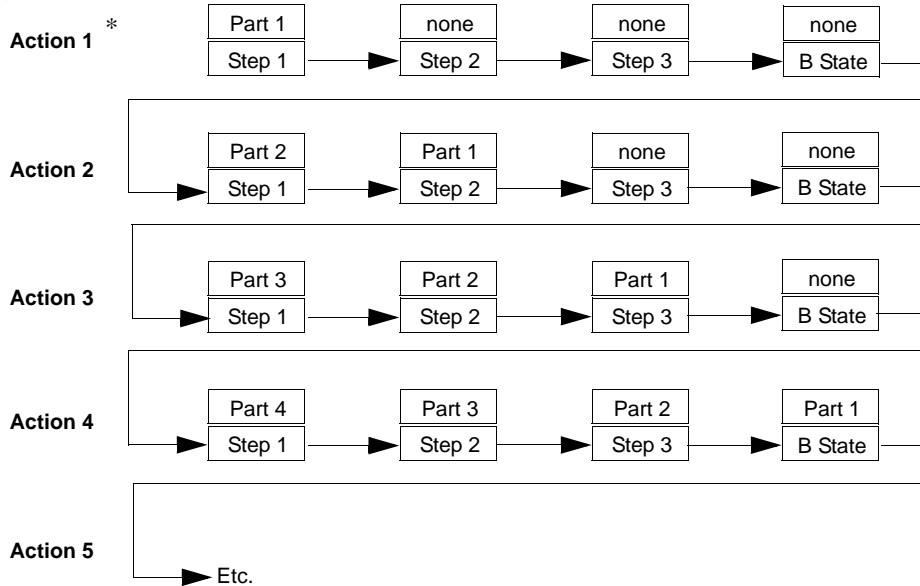 Action 1 *
Part 1 none none none
Step 1 Step 2 Step 3 B State
Action 2
Part 2 Part 1 none none
Step 1 Step 2 Step 3 B State
Action 3
Part 3 Part 2 Part 1 none
Step 1 Step 2 Step 3 B State
Action 4
Part 4 Part 3 Part 2 Part 1
Step 1 Step 2 Step 3 B State
Action 5
Etc.